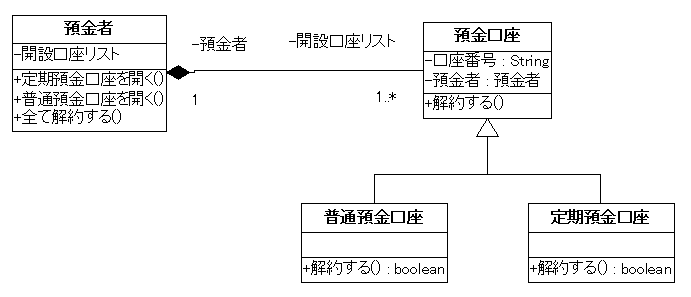 預金者
-開設口座リスト
+定期預金口座を開く()
+普通預金口座を開く()
+全て解約する()
-預金者
-開設口座リスト
1
1..*
預金口座
-口座番号 : String
-預金者 : 預金者
+解約する()
普通預金口座
+解約する() : boolean
定期預金口座
+解約する() : boolean